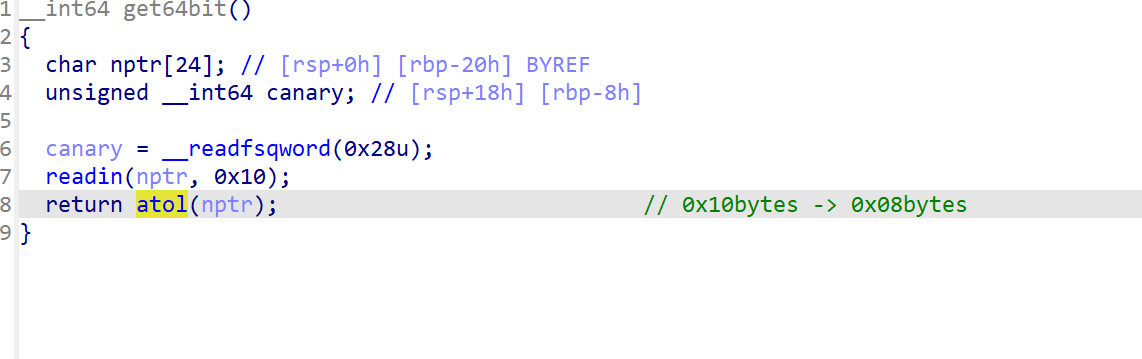 1 __int64 get64bit()
2 {
3   char nptr[24]; // [rsp+0h] [rbp-20h] BYREF
4   unsigned __int64 canary; // [rsp+18h] [rbp-8h]
5
6   canary = __readfsqword(0x28u);
7   readin(nptr, 0x10);
8   return atol(nptr);                          // 0x10bytes -> 0x08bytes
9 }